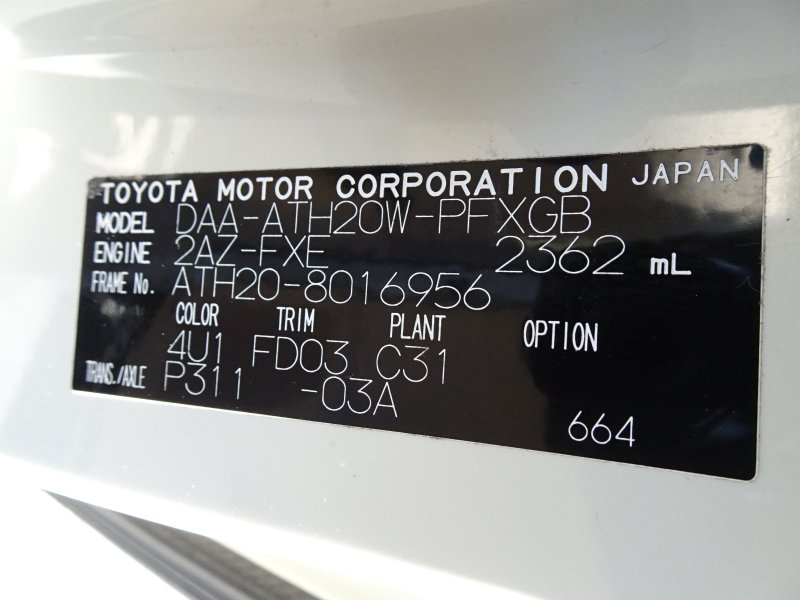 TOYOTA MOTOR CORPORATION JAPAN
MODEL DAA-ATH20W-PFXGB
ENGINE 2AZ-FXE 2362 mL
FRAME No. ATH20-8016956
COLOR TRIM PLANT OPTION
4U1 FD03 C31
TRANS./AXLE P311 -03A
664